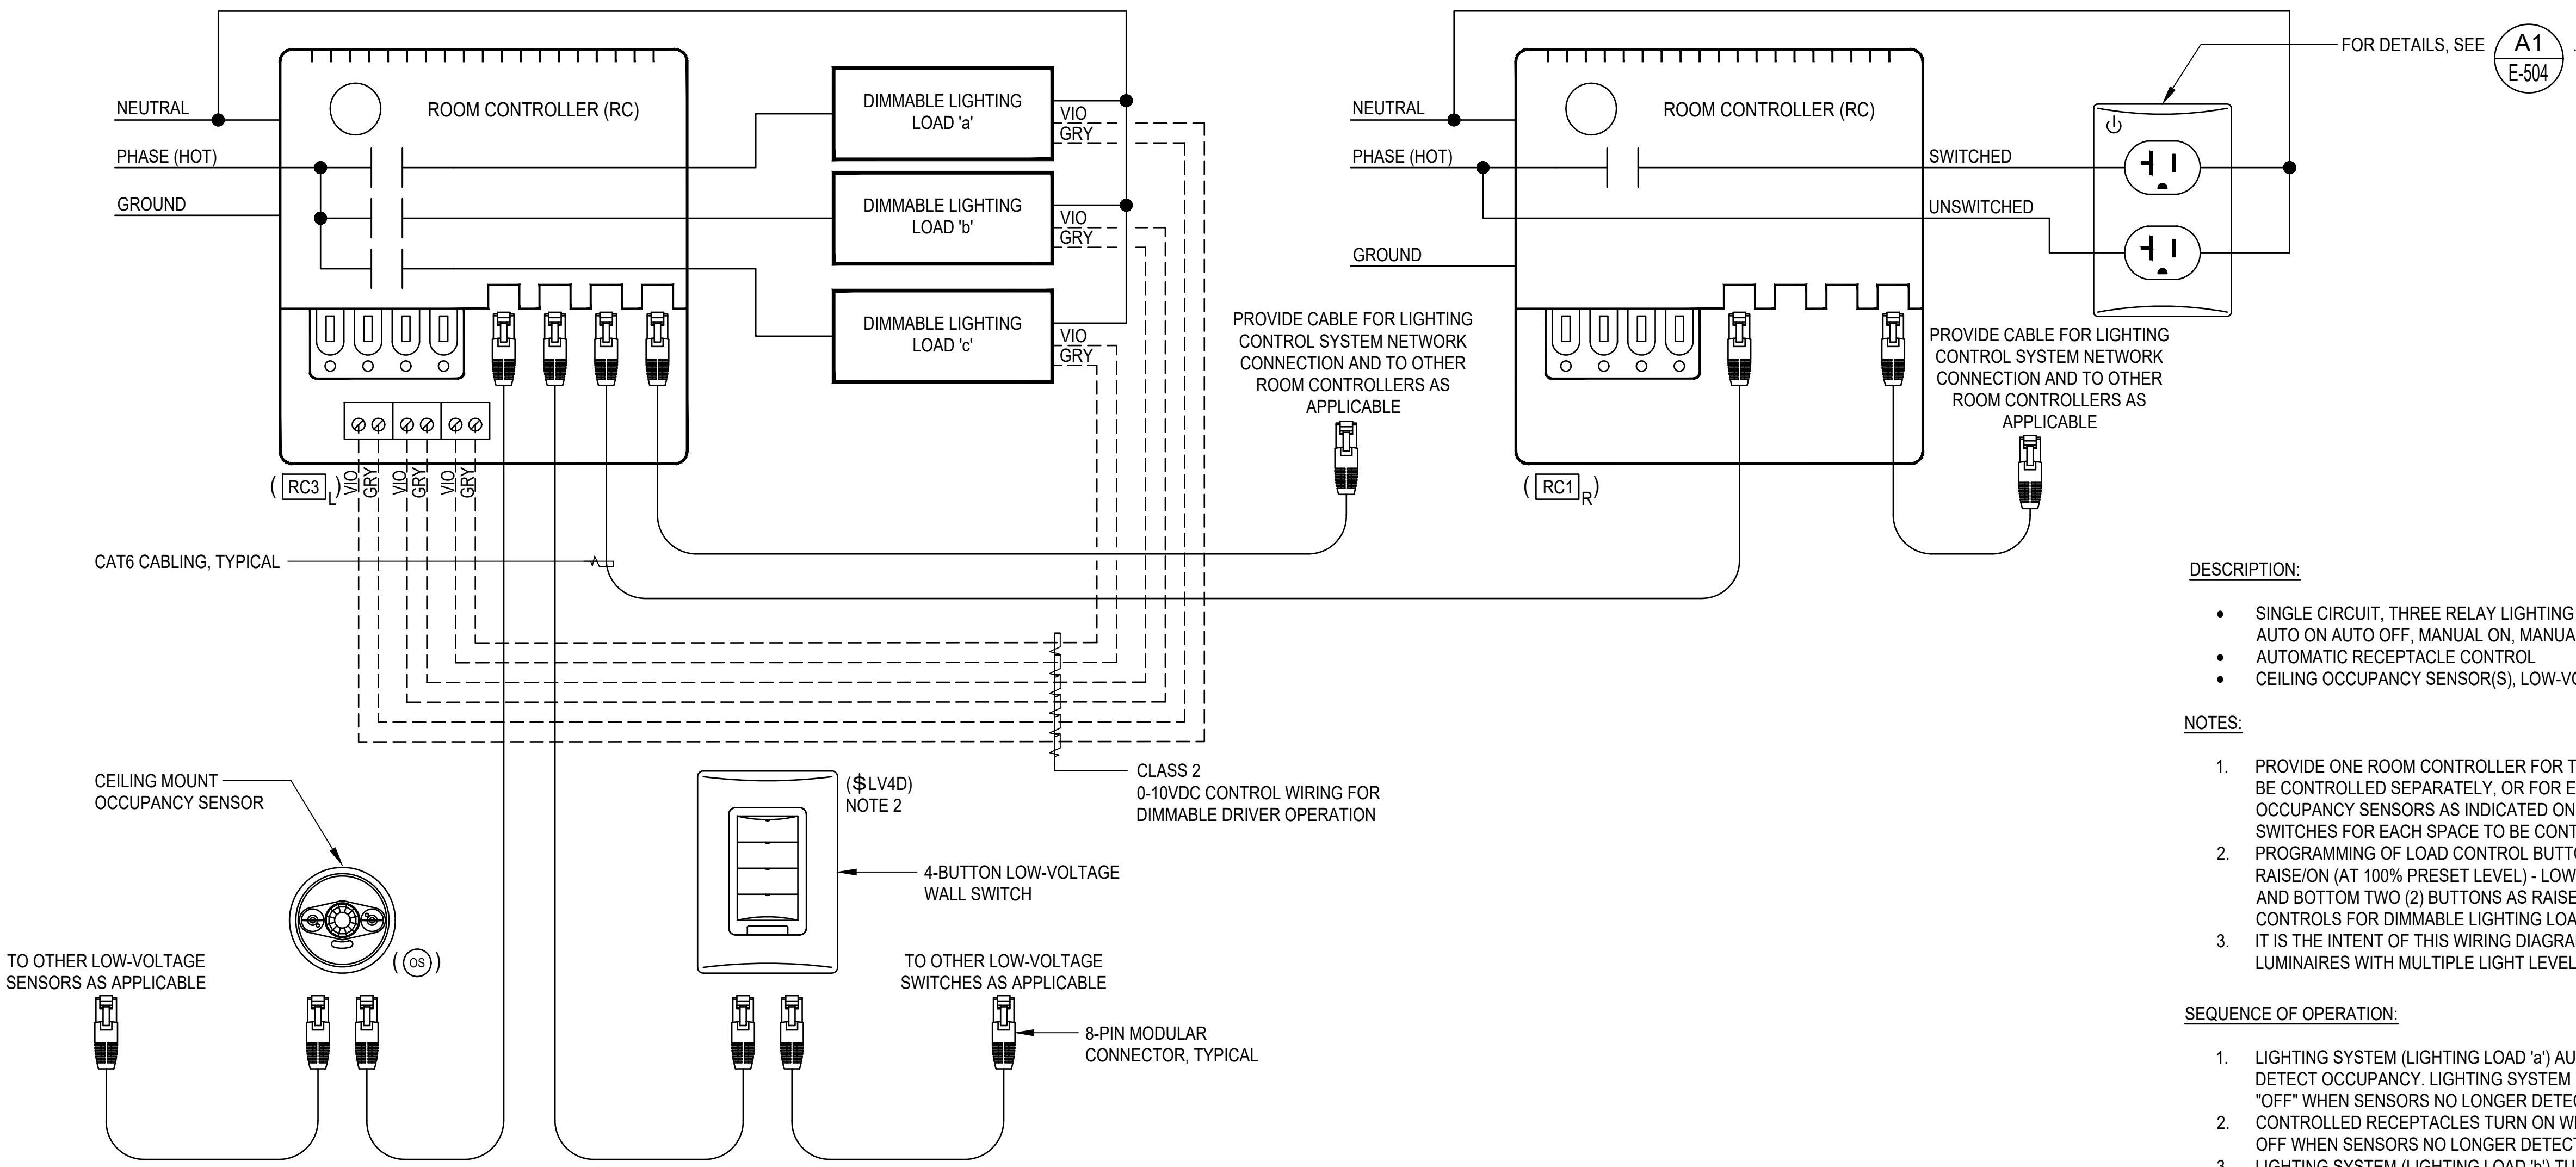 NEUTRAL
PHASE (HOT)
GROUND
ROOM CONTROLLER (RC)
DIMMABLE LIGHTING
LOAD 'a'
VIO
GRY
DIMMABLE LIGHTING
LOAD 'b'
VIO
GRY
DIMMABLE LIGHTING
LOAD 'c'
VIO
GRY
( RC3 L )
VIO
GRY
VIO
GRY
VIO
GRY
CAT6 CABLING, TYPICAL
PROVIDE CABLE FOR LIGHTING
CONTROL SYSTEM NETWORK
CONNECTION AND TO OTHER
ROOM CONTROLLERS AS
APPLICABLE
NEUTRAL
PHASE (HOT)
GROUND
ROOM CONTROLLER (RC)
SWITCHED
UNSWITCHED
FOR DETAILS, SEE
A1
E-504
PROVIDE CABLE FOR LIGHTING
CONTROL SYSTEM NETWORK
CONNECTION AND TO OTHER
ROOM CONTROLLERS AS
APPLICABLE
( RC1 R )
CLASS 2
0-10VDC CONTROL WIRING FOR
DIMMABLE DRIVER OPERATION
CEILING MOUNT
OCCUPANCY SENSOR
( OS )
TO OTHER LOW-VOLTAGE
SENSORS AS APPLICABLE
($LV4D)
NOTE 2
4-BUTTON LOW-VOLTAGE
WALL SWITCH
TO OTHER LOW-VOLTAGE
SWITCHES AS APPLICABLE
8-PIN MODULAR
CONNECTOR, TYPICAL
DESCRIPTION:
• SINGLE CIRCUIT, THREE RELAY LIGHTING
AUTO ON AUTO OFF, MANUAL ON, MANUA
• AUTOMATIC RECEPTACLE CONTROL
• CEILING OCCUPANCY SENSOR(S), LOW-VO
NOTES:
1. PROVIDE ONE ROOM CONTROLLER FOR T
BE CONTROLLED SEPARATELY, OR FOR E
OCCUPANCY SENSORS AS INDICATED ON
SWITCHES FOR EACH SPACE TO BE CONT
2. PROGRAMMING OF LOAD CONTROL BUTTO
RAISE/ON (AT 100% PRESET LEVEL) - LOW
AND BOTTOM TWO (2) BUTTONS AS RAISE
CONTROLS FOR DIMMABLE LIGHTING LOA
3. IT IS THE INTENT OF THIS WIRING DIAGRA
LUMINAIRES WITH MULTIPLE LIGHT LEVEL
SEQUENCE OF OPERATION:
1. LIGHTING SYSTEM (LIGHTING LOAD 'a') AU
DETECT OCCUPANCY. LIGHTING SYSTEM
"OFF" WHEN SENSORS NO LONGER DETEC
2. CONTROLLED RECEPTACLES TURN ON WH
OFF WHEN SENSORS NO LONGER DETECT
3. LIGHTING SYSTEM (LIGHTING LOAD 'b') TU